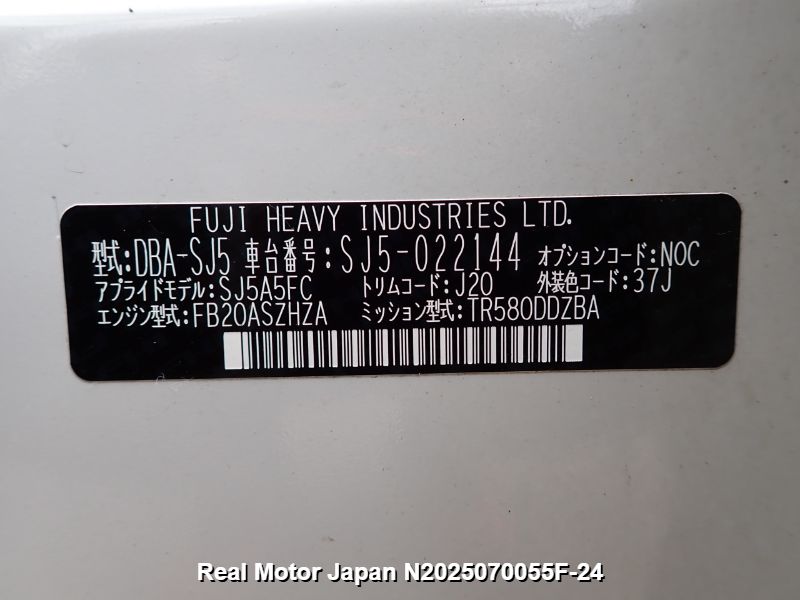 FUJI HEAVY INDUSTRIES LTD.
型式:DBA-SJ5 車台番号:SJ5-022144 オプションコード:NOC
アプライドモデル:SJ5A5FC トリムコード:J20 外装色コード:37J
エンジン型式:FB20ASZHZA ミッション型式:TR580DDZBA
Real Motor Japan N2025070055F-24